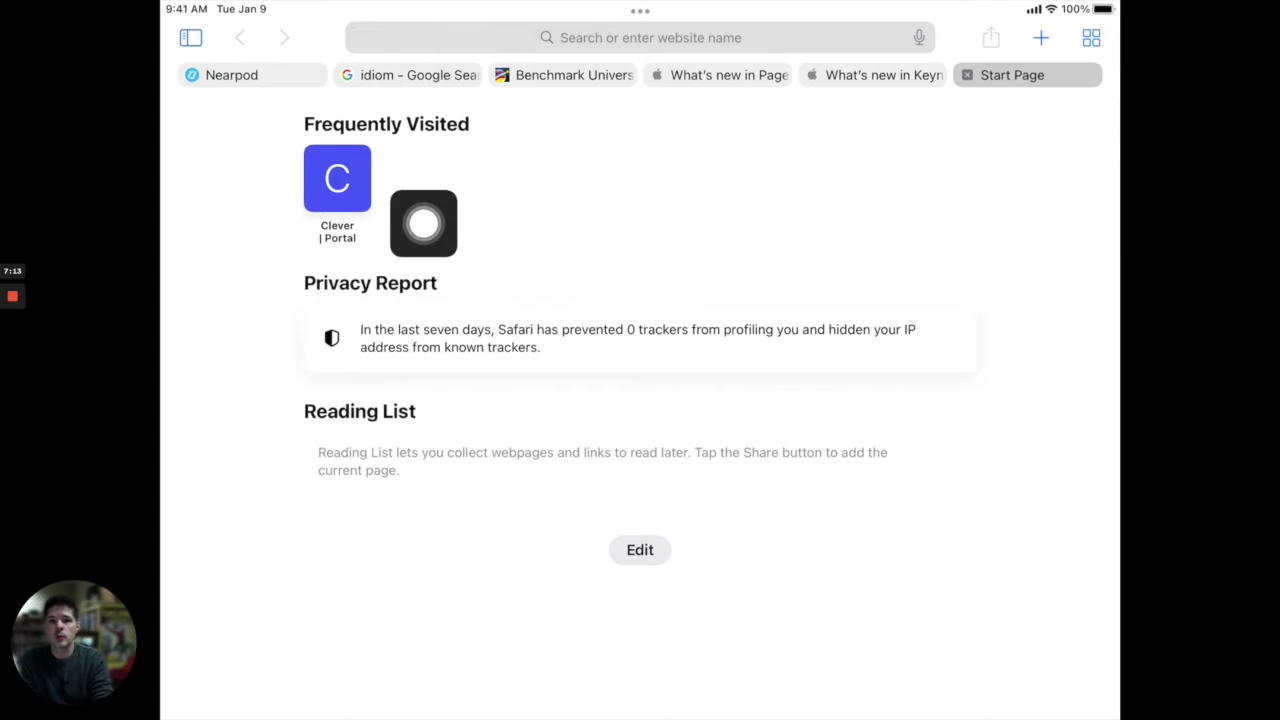 9:41 AM Tue Jan 9
100%
Search or enter website name
Nearpod
idiom - Google Sea
Benchmark Univers
What's new in Page
What's new in Keyn
Start Page
Frequently Visited
C
Clever
| Portal
7:13
Privacy Report
In the last seven days, Safari has prevented 0 trackers from profiling you and hidden your IP
address from known trackers.
Reading List
Reading List lets you collect webpages and links to read later. Tap the Share button to add the
current page.
Edit